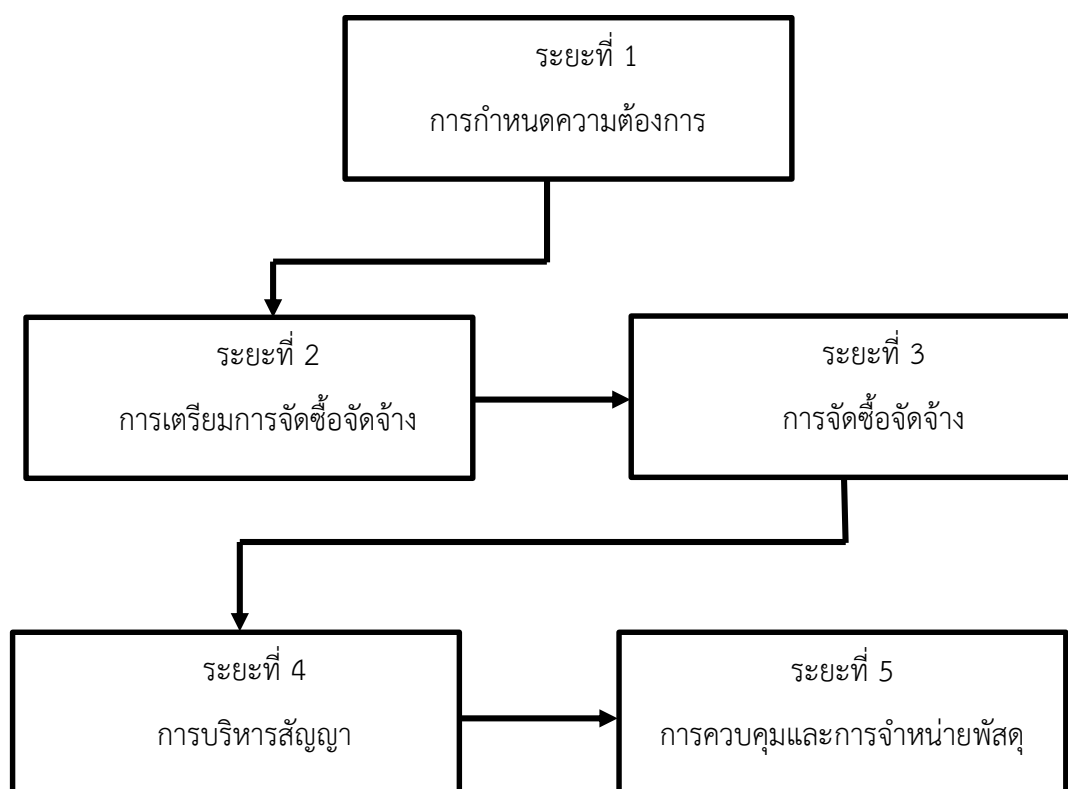 ระยะที่ 1
การกำหนดความต้องการ
ระยะที่ 2
การเตรียมการจัดซื้อจัดจ้าง
ระยะที่ 3
การจัดซื้อจัดจ้าง
ระยะที่ 4
การบริหารสัญญา
ระยะที่ 5
การควบคุมและการจำหน่ายพัสดุ